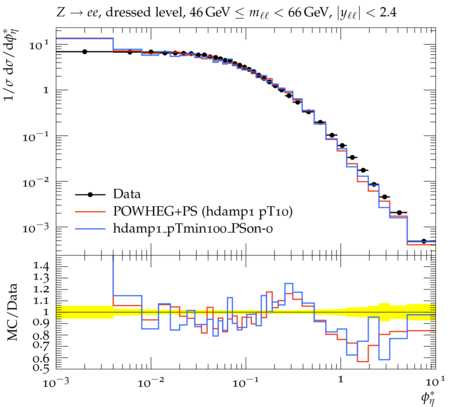 Z → ee, dressed level, 46 GeV ≤ mℓℓ < 66 GeV, |yℓℓ| < 2.4
1/σ dσ/dϕ*η
10¹
1
10⁻¹
10⁻²
10⁻³
Data
POWHEG+PS (hdamp1 pT10)
hdamp1_pTmin100_PSon-0
MC/Data
1.4
1.3
1.2
1.1
1
0.9
0.8
0.7
0.6
0.5
10⁻³ 10⁻² 10⁻¹ 1 10¹
ϕ*η